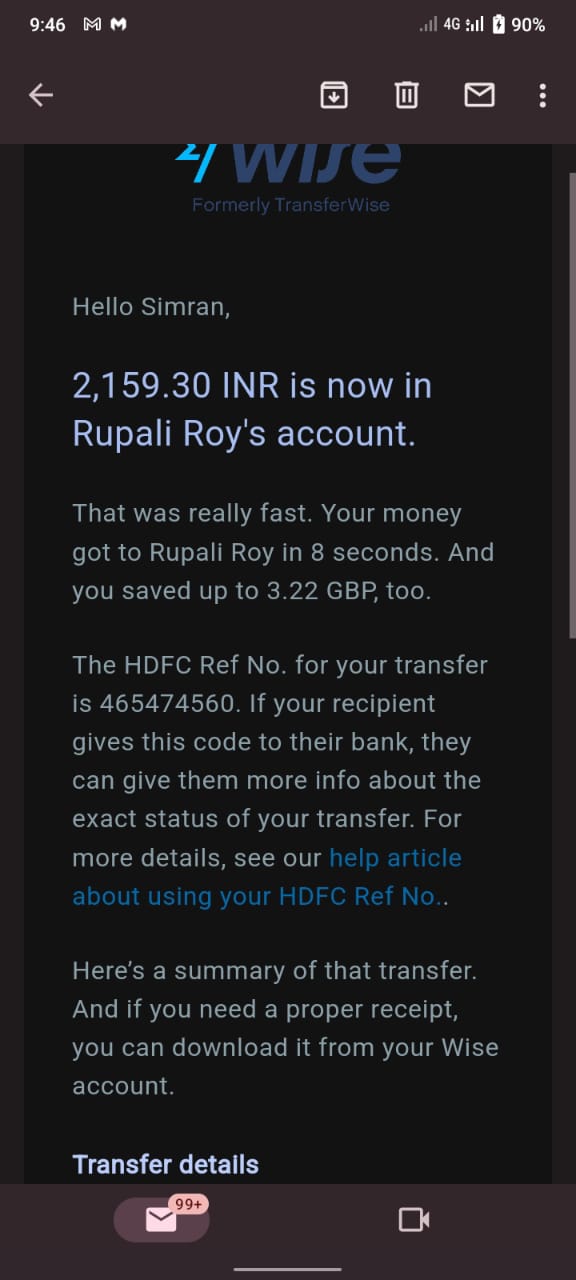 9:46
4G
90%
wise
Formerly TransferWise
Hello Simran,
2,159.30 INR is now in
Rupali Roy's account.
That was really fast. Your money
got to Rupali Roy in 8 seconds. And
you saved up to 3.22 GBP, too.
The HDFC Ref No. for your transfer
is 465474560. If your recipient
gives this code to their bank, they
can give them more info about the
exact status of your transfer. For
more details, see our help article
about using your HDFC Ref No..
Here’s a summary of that transfer.
And if you need a proper receipt,
you can download it from your Wise
account.
Transfer details
99+